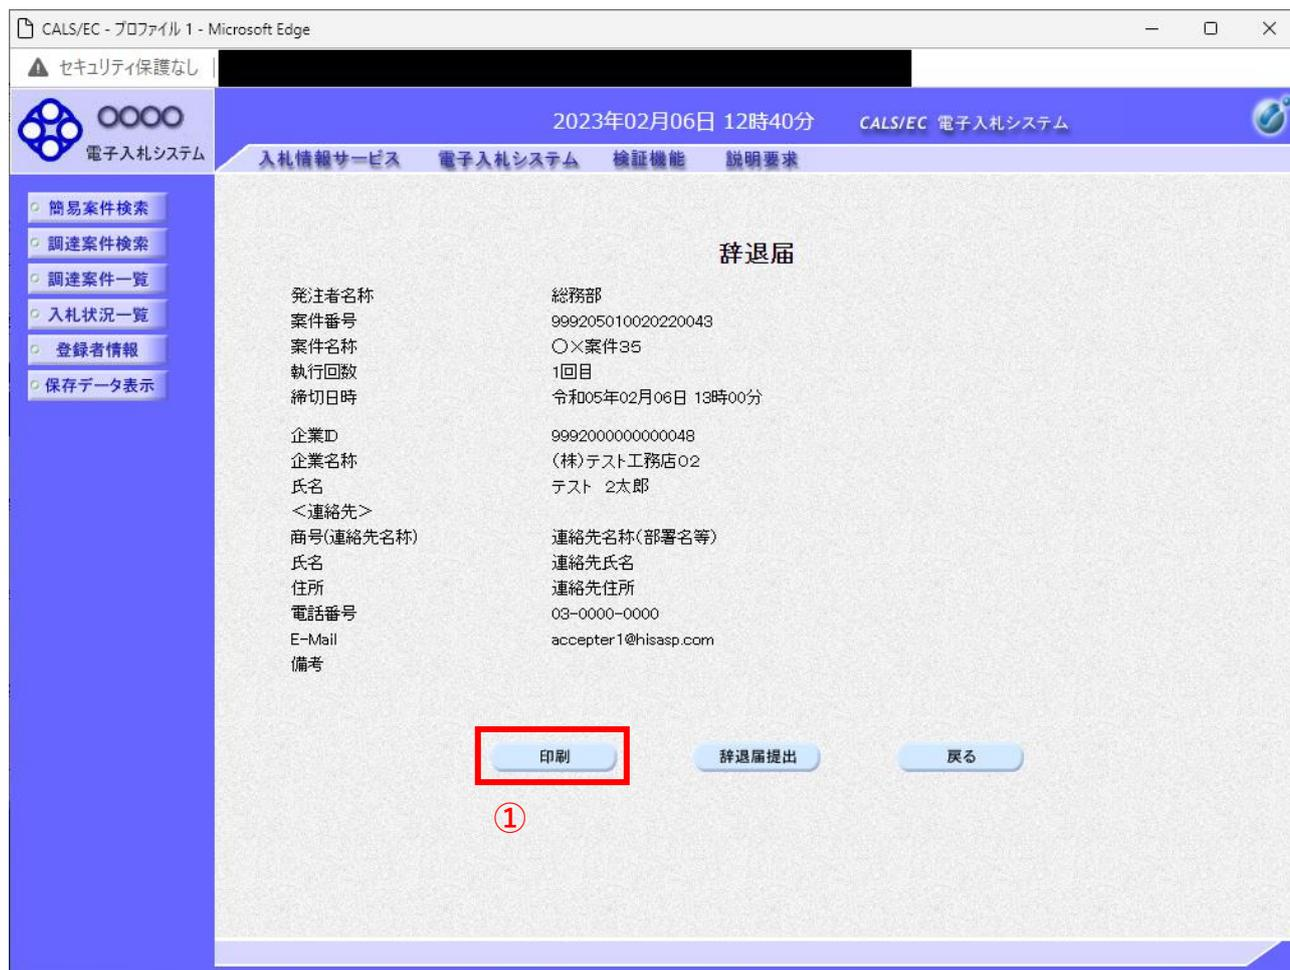 CALS/EC - プロファイル 1 - Microsoft Edge
セキュリティ保護なし
○○○○
電子入札システム
2023年02月06日 12時40分 CALS/EC 電子入札システム
入札情報サービス 電子入札システム 検証機能 説明要求
簡易案件検索
調達案件検索
調達案件一覧
入札状況一覧
登録者情報
保存データ表示
辞退届
発注者名称 総務部
案件番号 999205010020220043
案件名称 ○×案件35
執行回数 1回目
締切日時 令和05年02月06日 13時00分
企業ID 9992000000000048
企業名称 (株)テスト工務店02
氏名 テスト 2太郎
<連絡先>
商号(連絡先名称) 連絡先名称(部署名等)
氏名 連絡先氏名
住所 連絡先住所
電話番号 03-0000-0000
E-Mail accepter1@hisasp.com
備考
印刷 辞退届提出 戻る
①